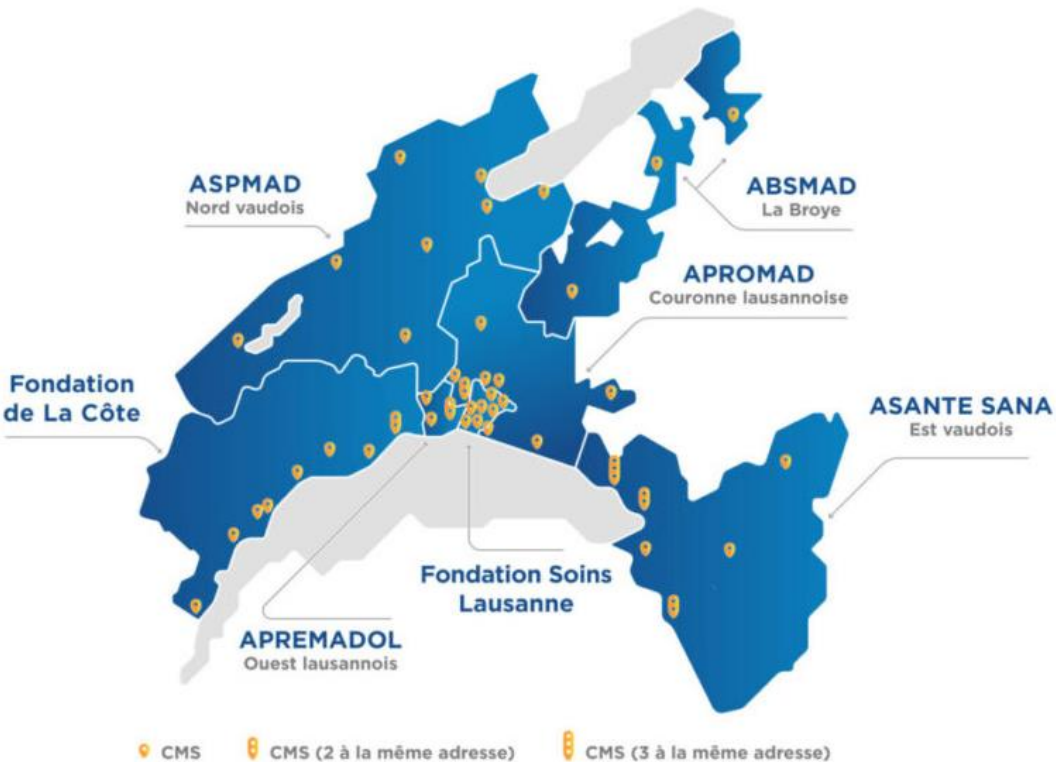 ASPMAD
Nord vaudois
ABSMAD
La Broye
APROMAD
Couronne lausannoise
Fondation
de La Côte
ASANTE SANA
Est vaudois
Fondation Soins
Lausanne
APREMADOL
Ouest lausannois
CMS
CMS (2 à la même adresse)
CMS (3 à la même adresse)